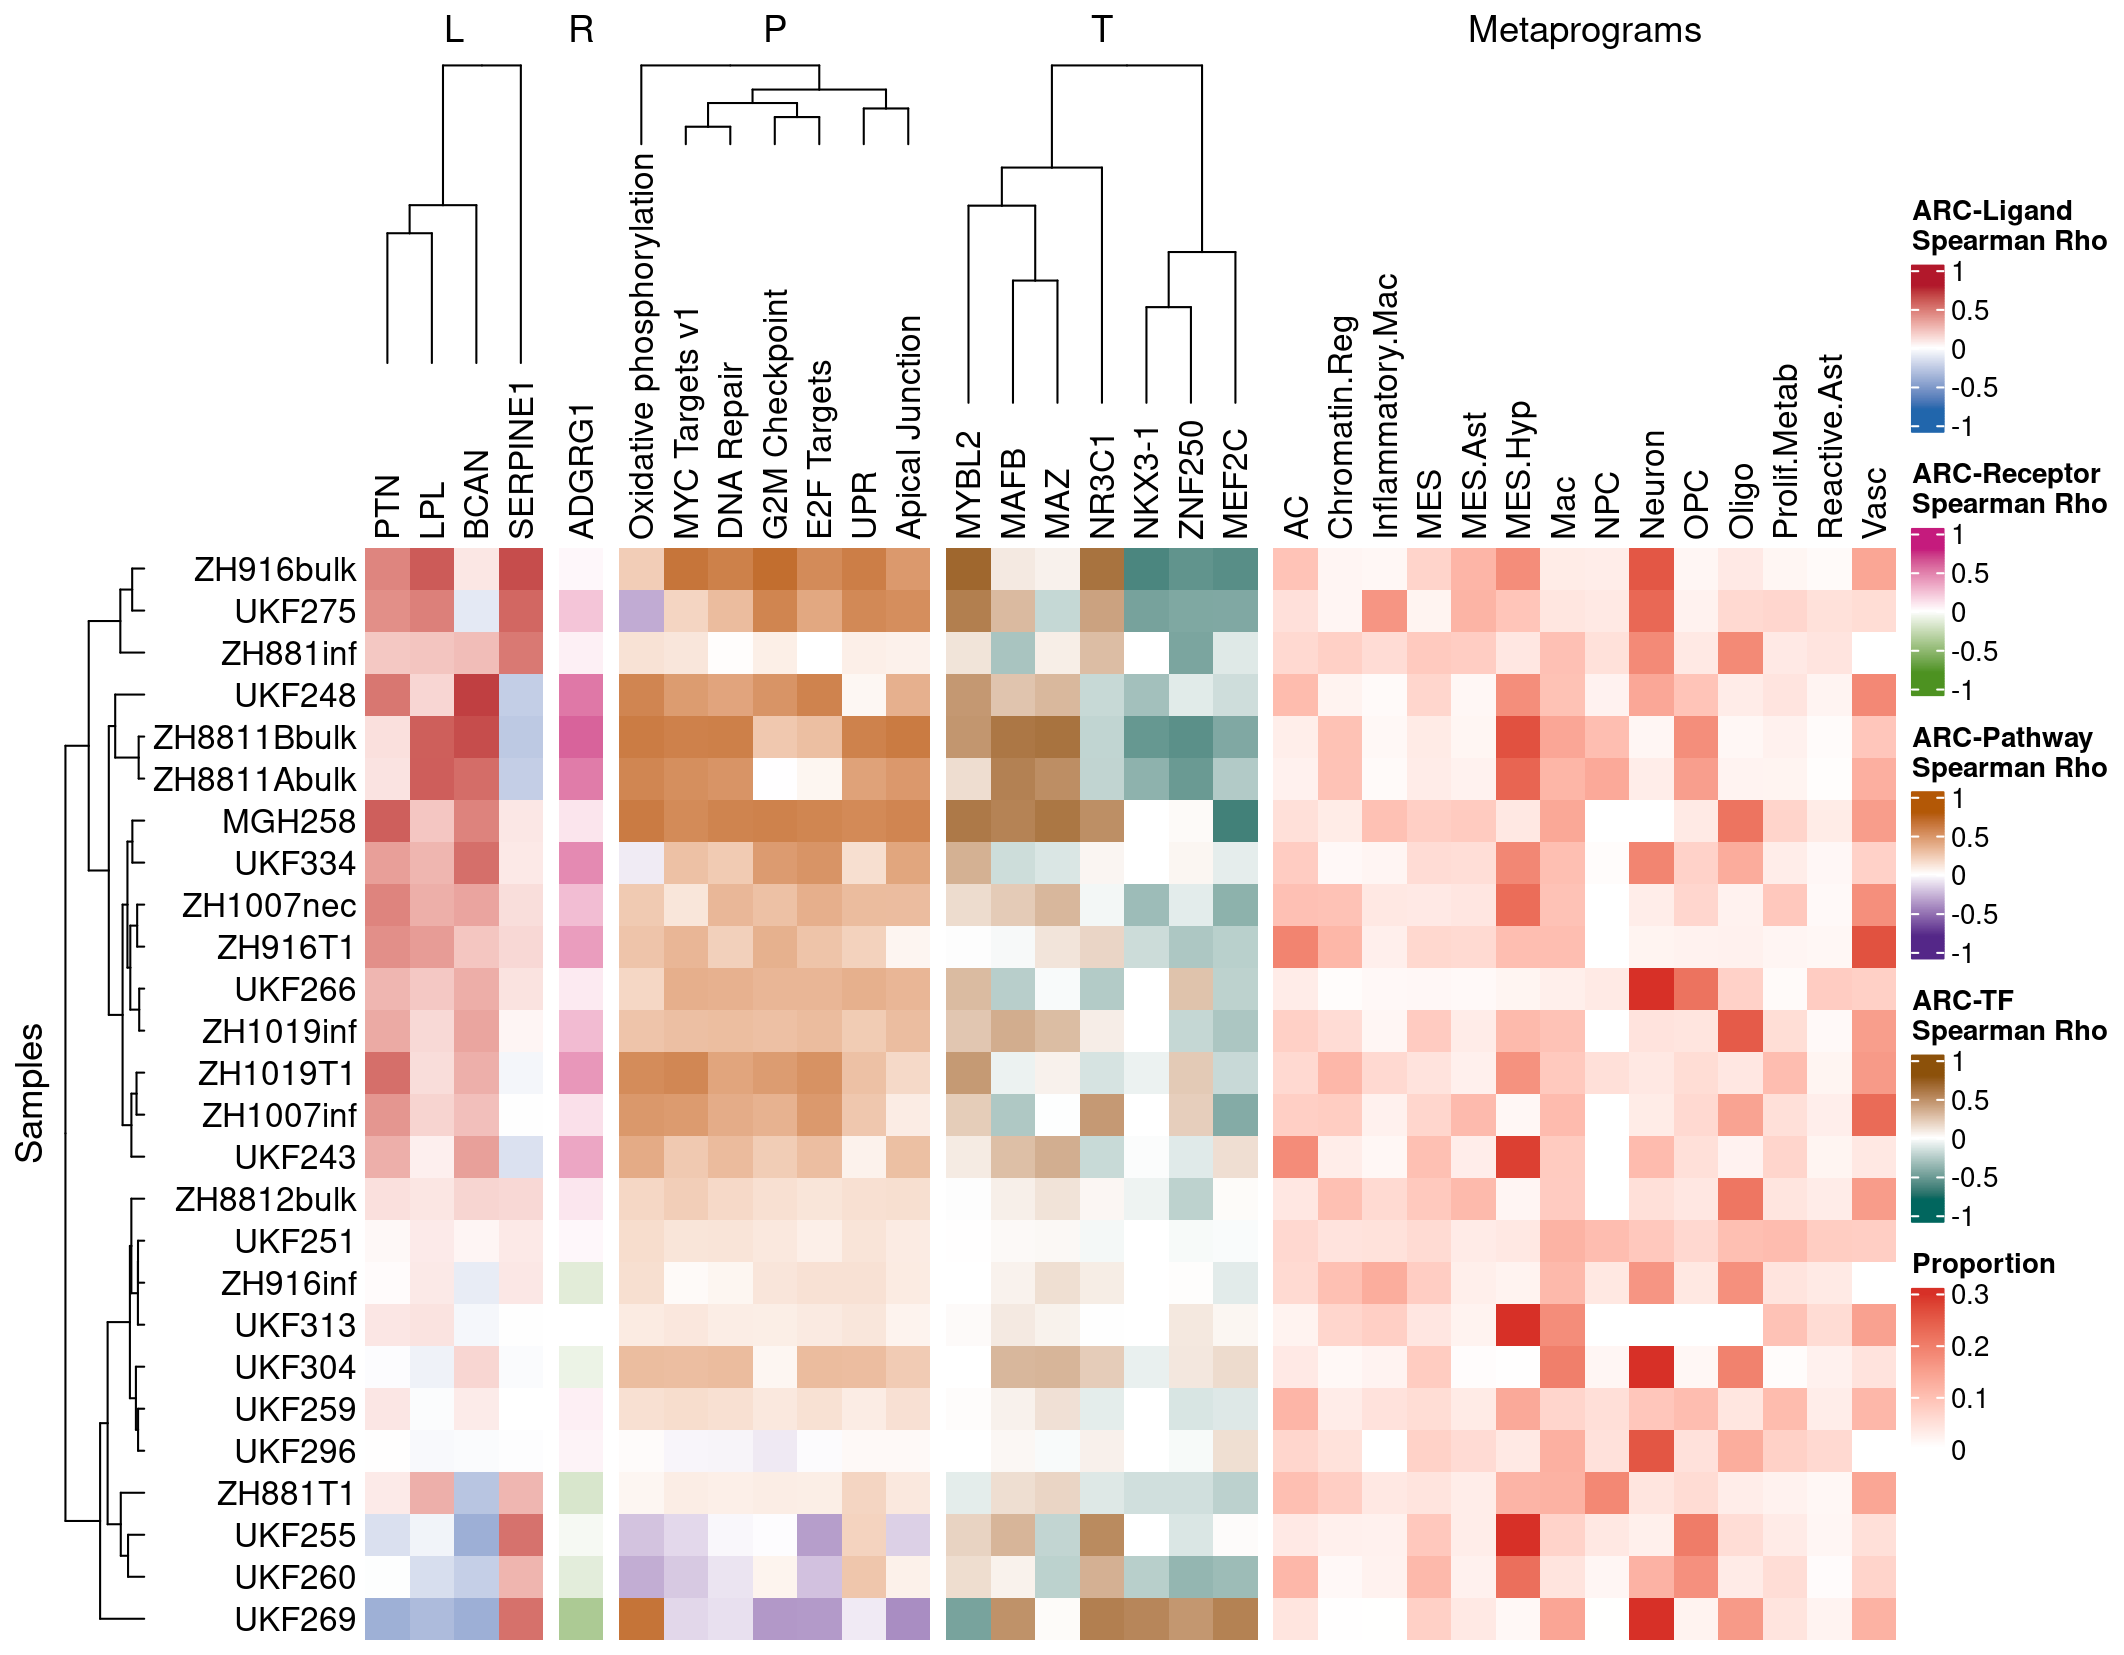 L
R
P
T
Metaprograms
PTN
LPL
BCAN
SERPINE1
ADGRG1
Oxidative phosphorylation
MYC Targets v1
DNA Repair
G2M Checkpoint
E2F Targets
UPR
Apical Junction
MYBL2
MAFB
MAZ
NR3C1
NKX3-1
ZNF250
MEF2C
AC
Chromatin.Reg
Inflammatory.Mac
MES
MES.Ast
MES.Hyp
Mac
NPC
Neuron
OPC
Oligo
Prolif.Metab
Reactive.Ast
Vasc
Samples
ZH916bulk
UKF275
ZH881inf
UKF248
ZH8811Bbulk
ZH8811Abulk
MGH258
UKF334
ZH1007nec
ZH916T1
UKF266
ZH1019inf
ZH1019T1
ZH1007inf
UKF243
ZH8812bulk
UKF251
ZH916inf
UKF313
UKF304
UKF259
UKF296
ZH881T1
UKF255
UKF260
UKF269
ARC-Ligand
Spearman Rho
1
0.5
0
-0.5
-1
ARC-Receptor
Spearman Rho
1
0.5
0
-0.5
-1
ARC-Pathway
Spearman Rho
1
0.5
0
-0.5
-1
ARC-TF
Spearman Rho
1
0.5
0
-0.5
-1
Proportion
0.3
0.2
0.1
0